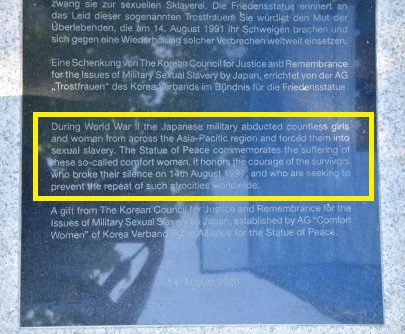 zwang sie zur sexuellen Sklaverei. Die Friedensstatue erinnert an
das Leid dieser sogenannten Trostfrauen. Sie würdigt den Mut der
Überlebenden, die am 14. August 1991 ihr Schweigen brachen und
sich gegen eine Wiederholung solcher Verbrechen weltweit einsetzen.
Eine Schenkung von The Korean Council for Justice and Remembrance
for the Issues of Military Sexual Slavery by Japan, errichtet von der AG
„Trostfrauen“ des Korea Verbands im Bündnis für die Friedensstatue
During World War II the Japanese military abducted countless girls
and women from across the Asia-Pacific region and forced them into
sexual slavery. The Statue of Peace commemorates the suffering of
these so-called comfort women. It honors the courage of the survivors
who broke their silence on 14th August 1991, and who are seeking to
prevent the repeat of such atrocities worldwide.
A gift from The Korean Council for Justice and Remembrance for the
Issues of Military Sexual Slavery by Japan, established by AG “Comfort
Women” of Korea Verband in the Alliance for the Statue of Peace.
14. August 2020